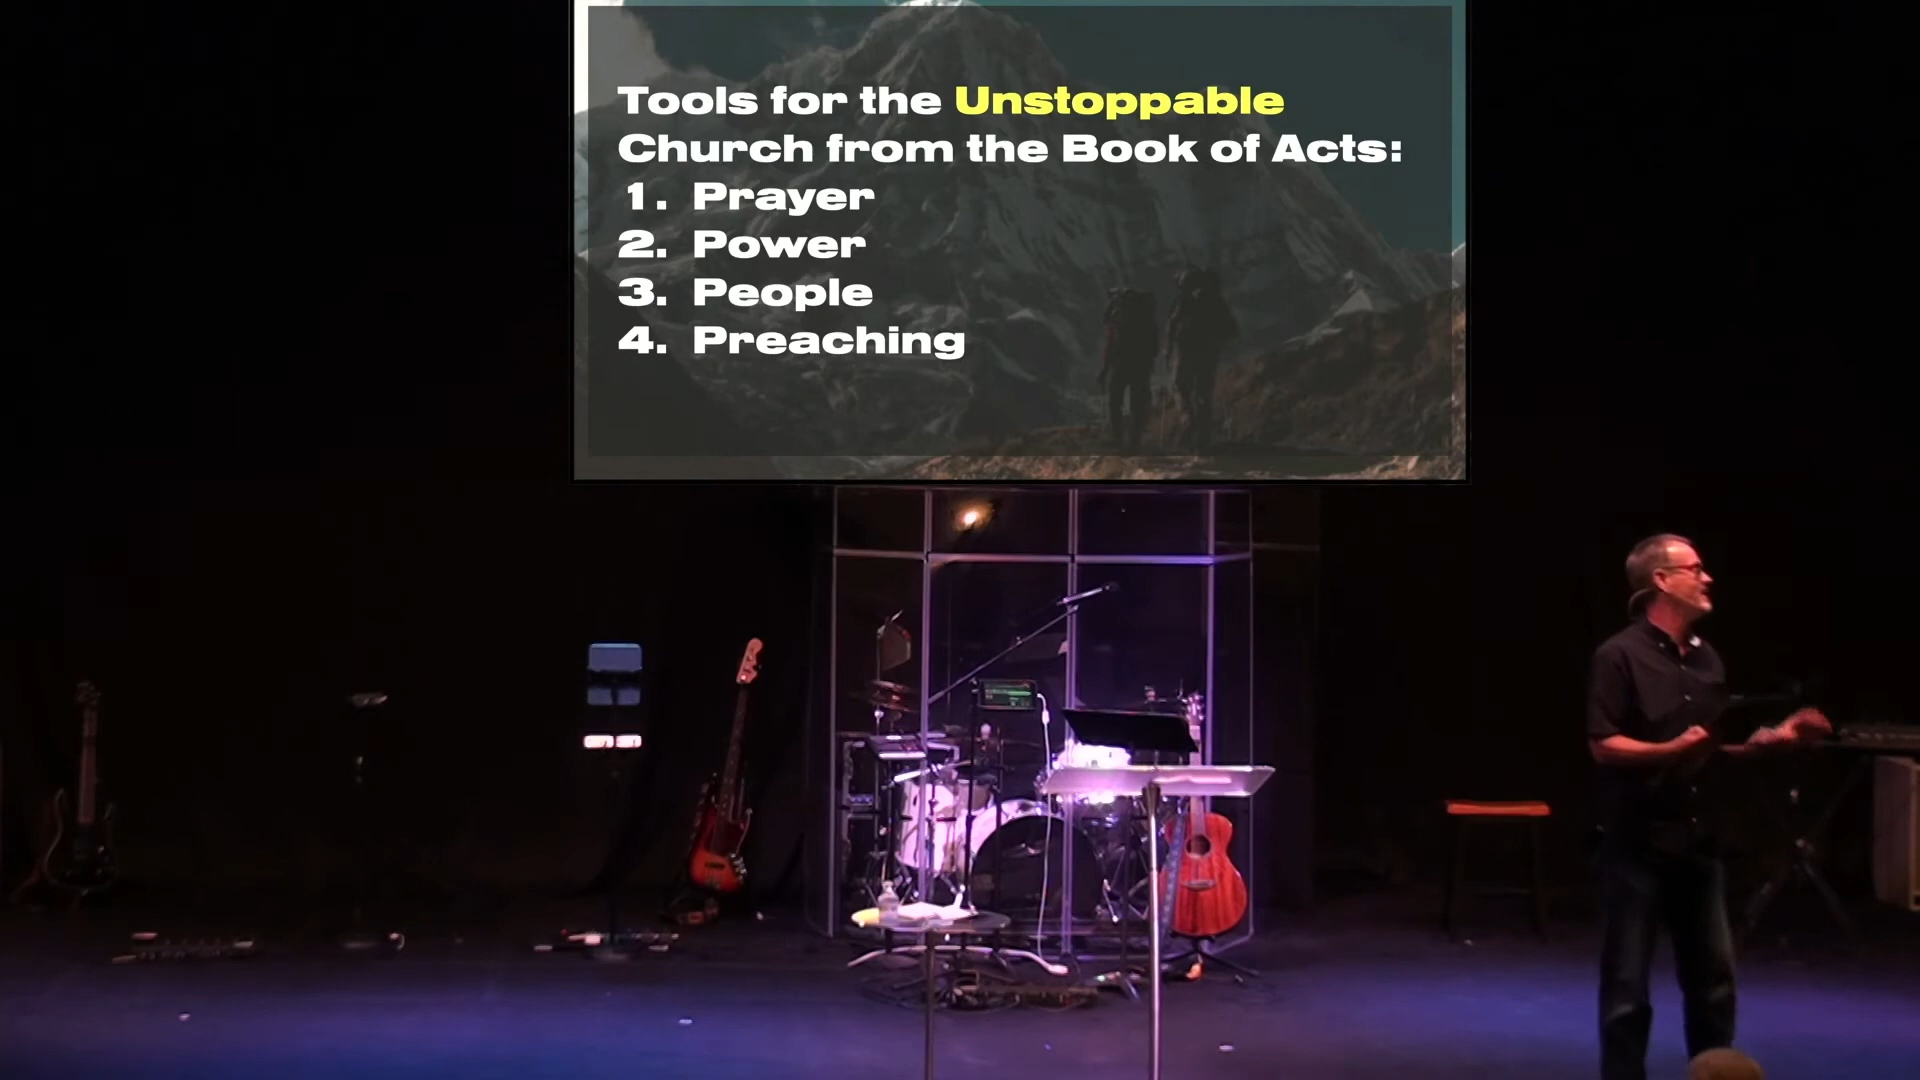 Tools for the Unstoppable
Church from the Book of Acts:
1. Prayer
2. Power
3. People
4. Preaching